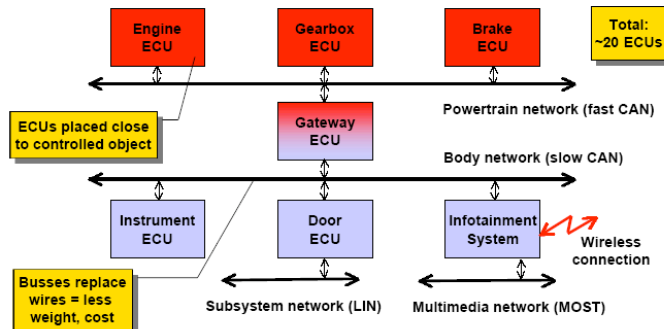 Engine
ECU
Gearbox
ECU
Brake
ECU
Total:
~20 ECUs
Powertrain network (fast CAN)
ECUs placed close
to controlled object
Gateway
ECU
Body network (slow CAN)
Instrument
ECU
Door
ECU
Infotainment
System
Wireless
connection
Busses replace
wires = less
weight, cost
Subsystem network (LIN)
Multimedia network (MOST)